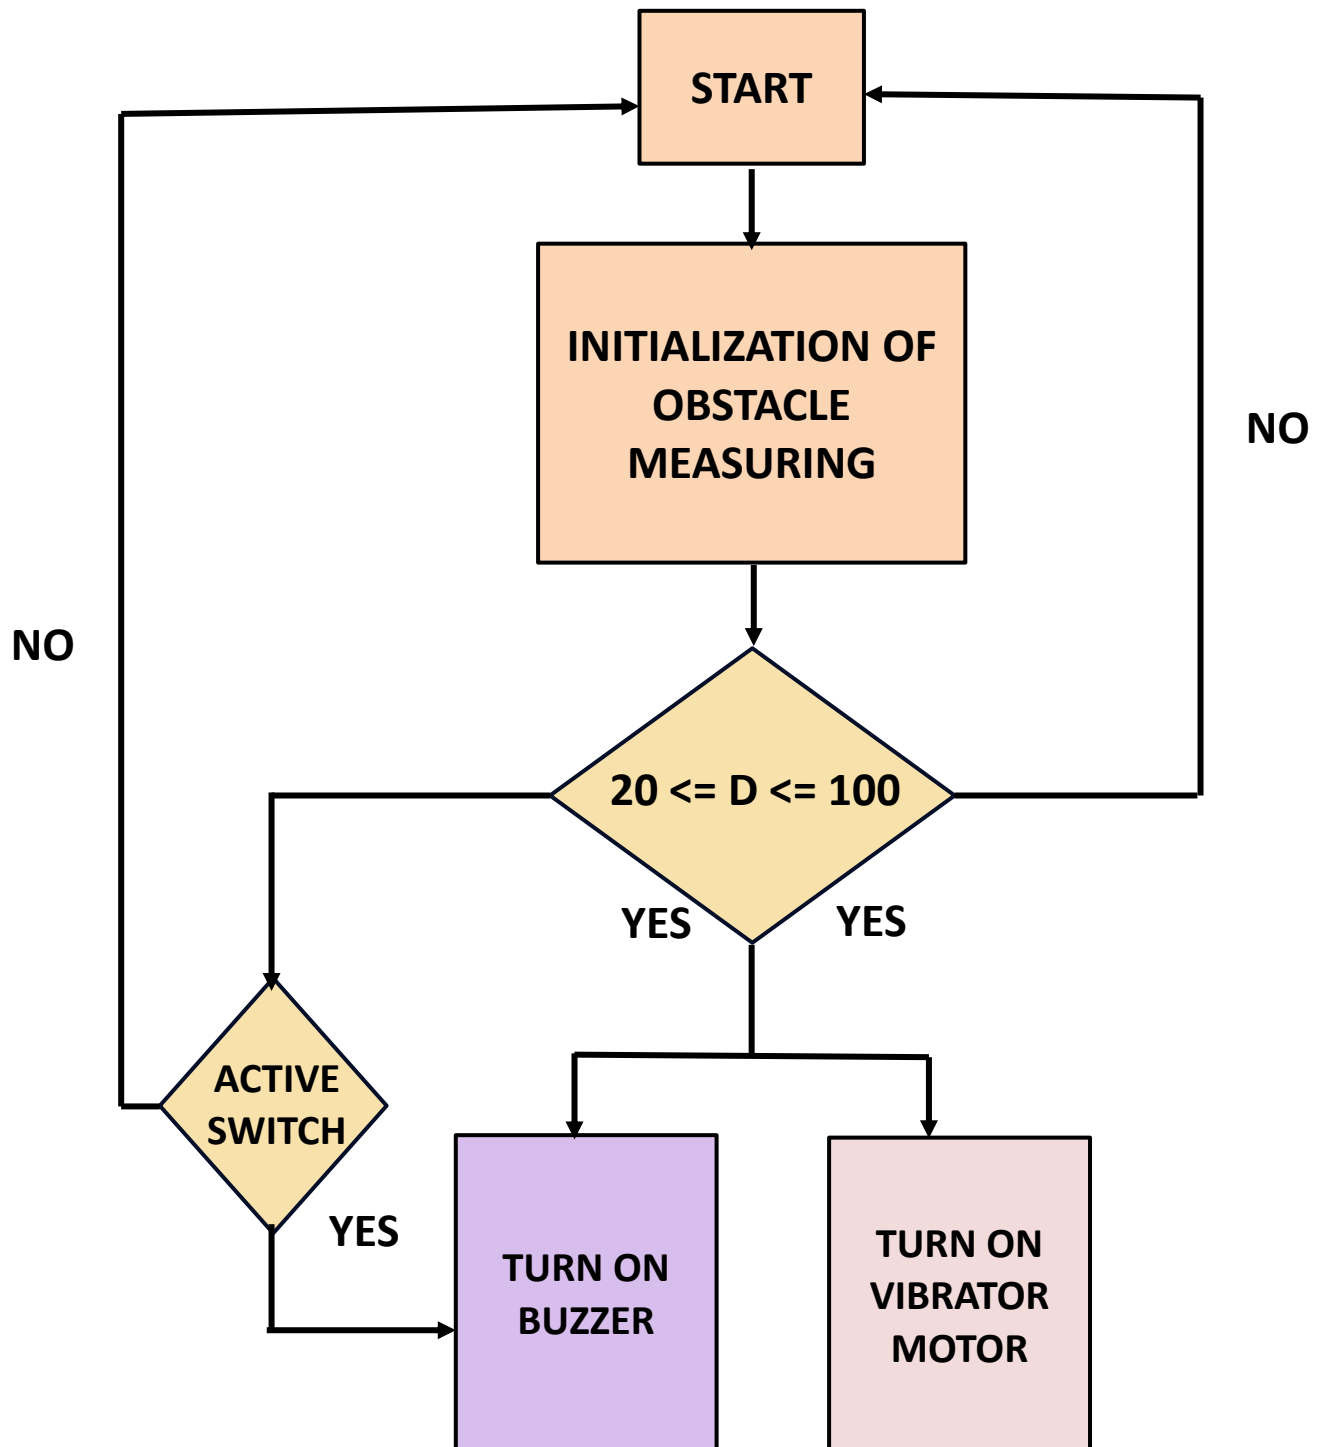 START
INITIALIZATION OF
OBSTACLE
MEASURING
NO
NO
20 <= D <= 100
YES
YES
ACTIVE
SWITCH
YES
TURN ON
BUZZER
TURN ON
VIBRATOR
MOTOR